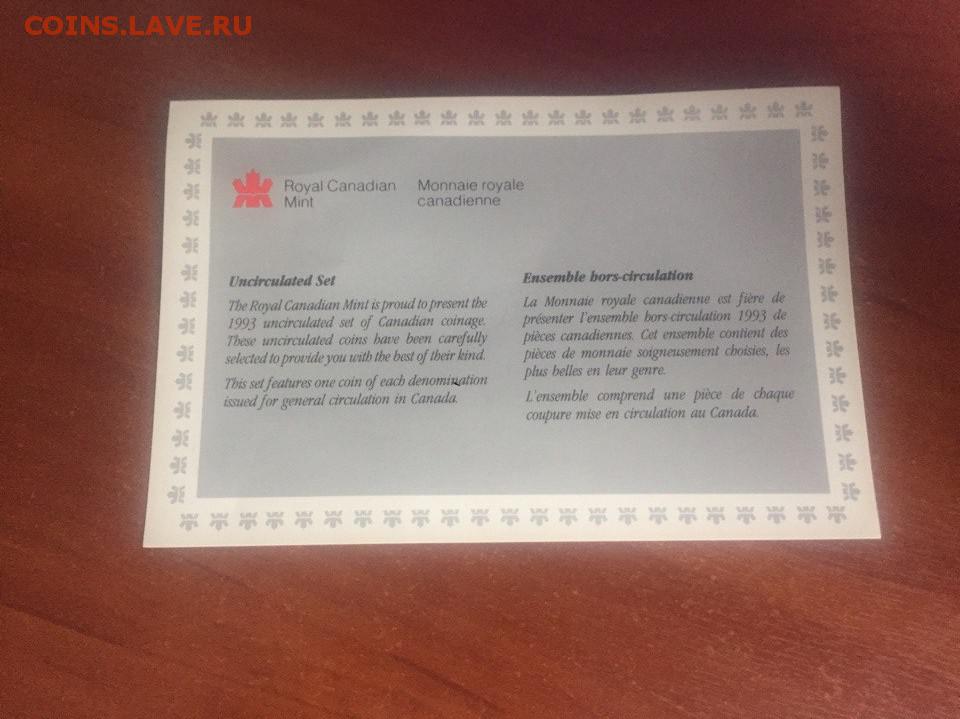 COINS.LAVE.RU
Royal Canadian
Mint
Monnaie royale
canadienne
Uncirculated Set
The Royal Canadian Mint is proud to present the
1993 uncirculated set of Canadian coinage.
These uncirculated coins have been carefully
selected to provide you with the best of their kind.
This set features one coin of each denomination
issued for general circulation in Canada.
Ensemble hors-circulation
La Monnaie royale canadienne est fière de
présenter l'ensemble hors-circulation 1993 de
pièces canadiennes. Cet ensemble contient des
pièces de monnaie soigneusement choisies, les
plus belles en leur genre.
L'ensemble comprend une pièce de chaque
coupure mise en circulation au Canada.